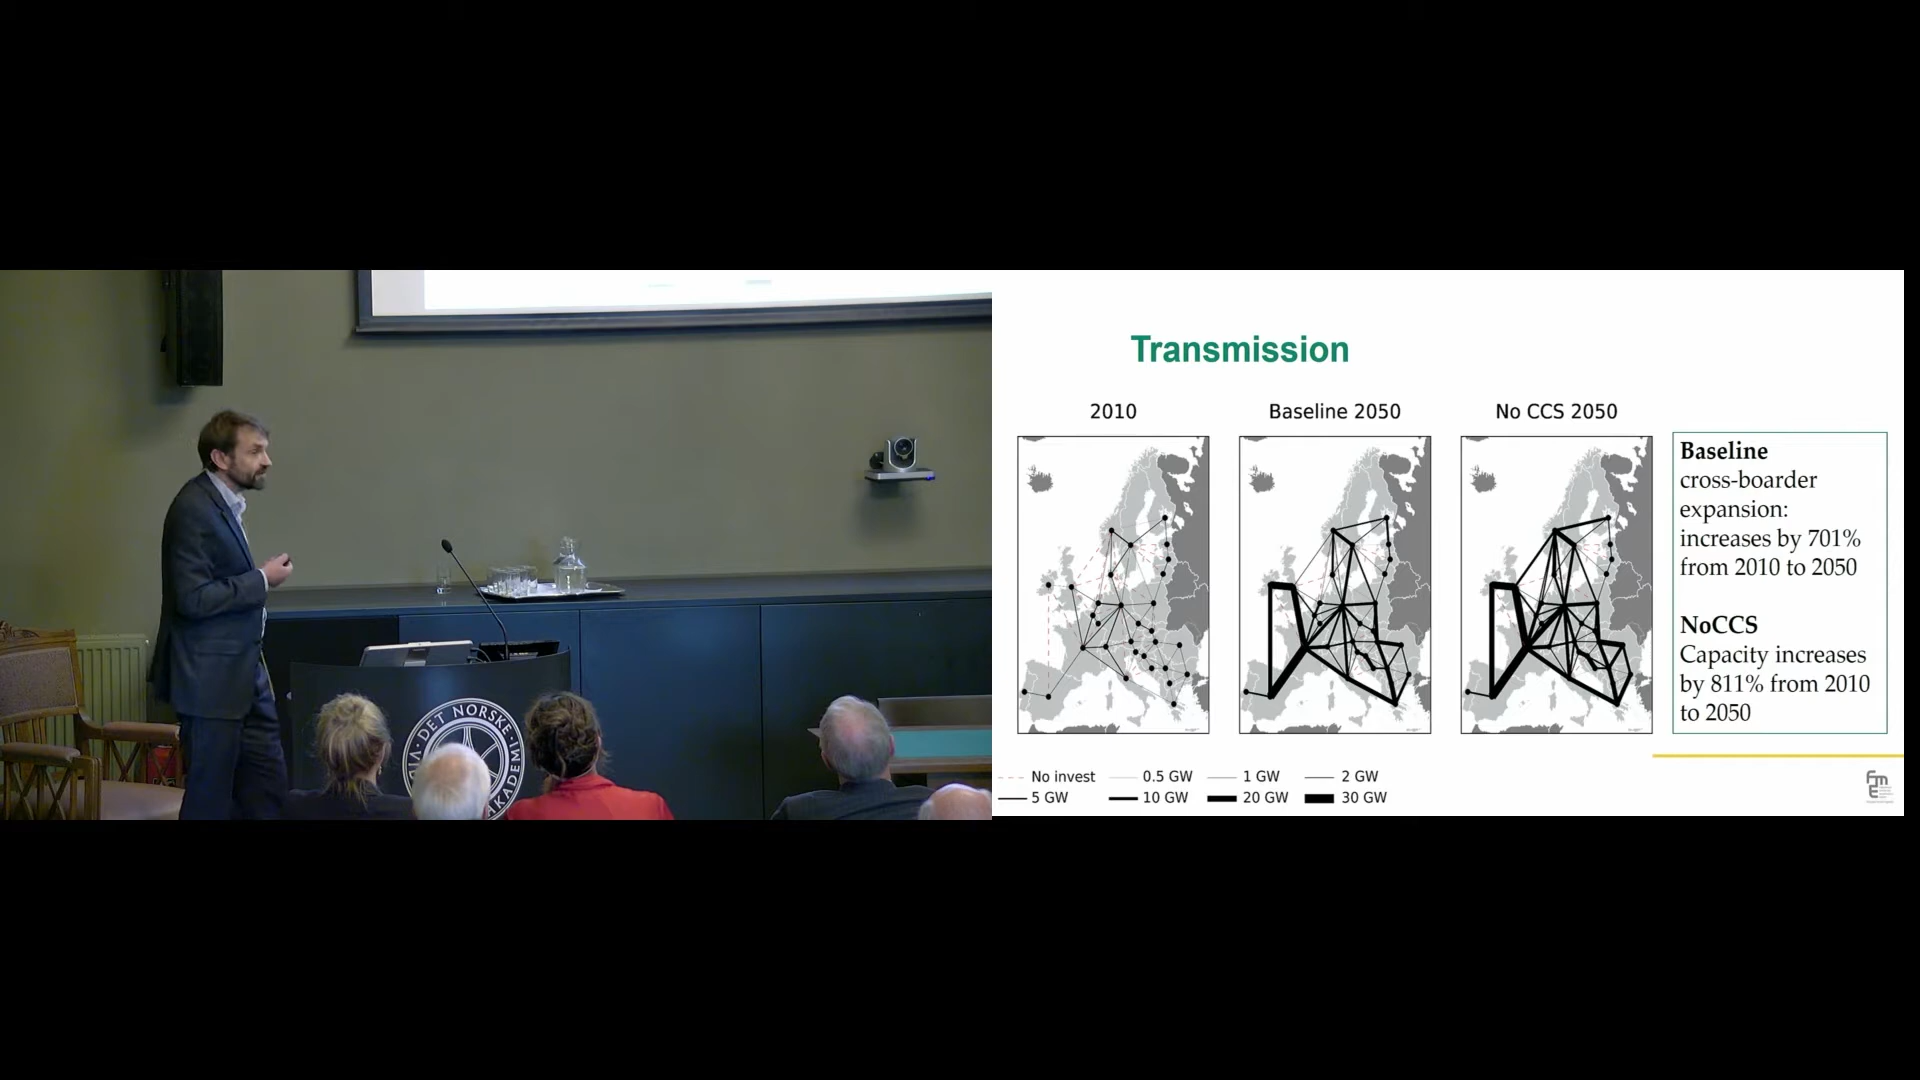 DET NORSKE
VID
AKADEMI
Transmission
2010
Baseline 2050
No CCS 2050
Baseline
cross-boarder
expansion:
increases by 701%
from 2010 to 2050
NoCCS
Capacity increases
by 811% from 2010
to 2050
No invest
0.5 GW
1 GW
2 GW
5 GW
10 GW
20 GW
30 GW
FME